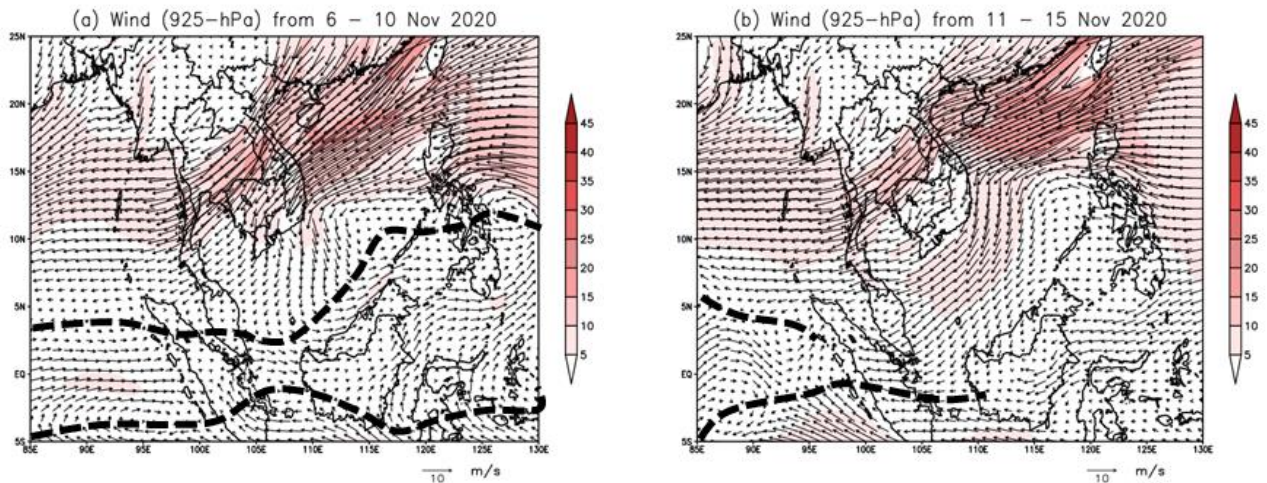 (a) Wind (925-hPa) from 6 - 10 Nov 2020
25N
20N
15N
10N
5N
EQ
5S
85E 90E 95E 100E 105E 110E 115E 120E 125E 130E
45
40
35
30
25
20
15
10
5
10 m/s
(b) Wind (925-hPa) from 11 - 15 Nov 2020
25N
20N
15N
10N
5N
EQ
5S
85E 90E 95E 100E 105E 110E 115E 120E 125E 130E
45
40
35
30
25
20
15
10
5
10 m/s